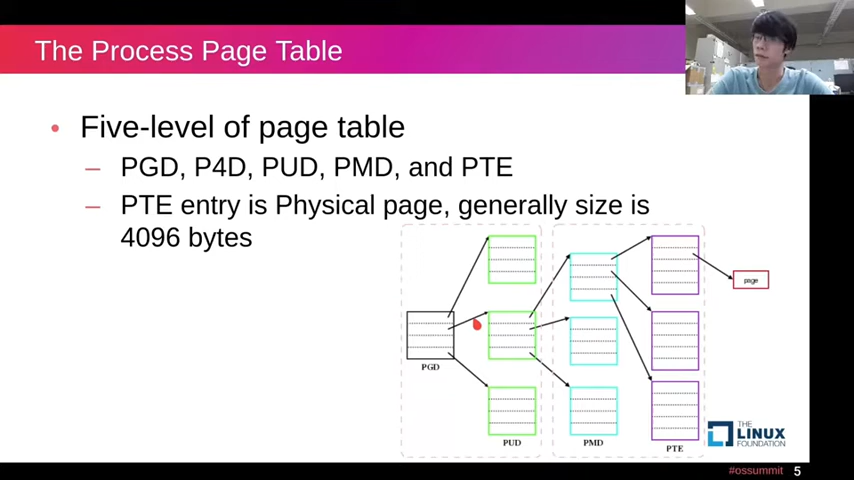 The Process Page Table
• Five-level of page table
– PGD, P4D, PUD, PMD, and PTE
– PTE entry is Physical page, generally size is
4096 bytes
page
PGD
PUD
PMD
PTE
THE
LINUX
FOUNDATION
#ossummit 5